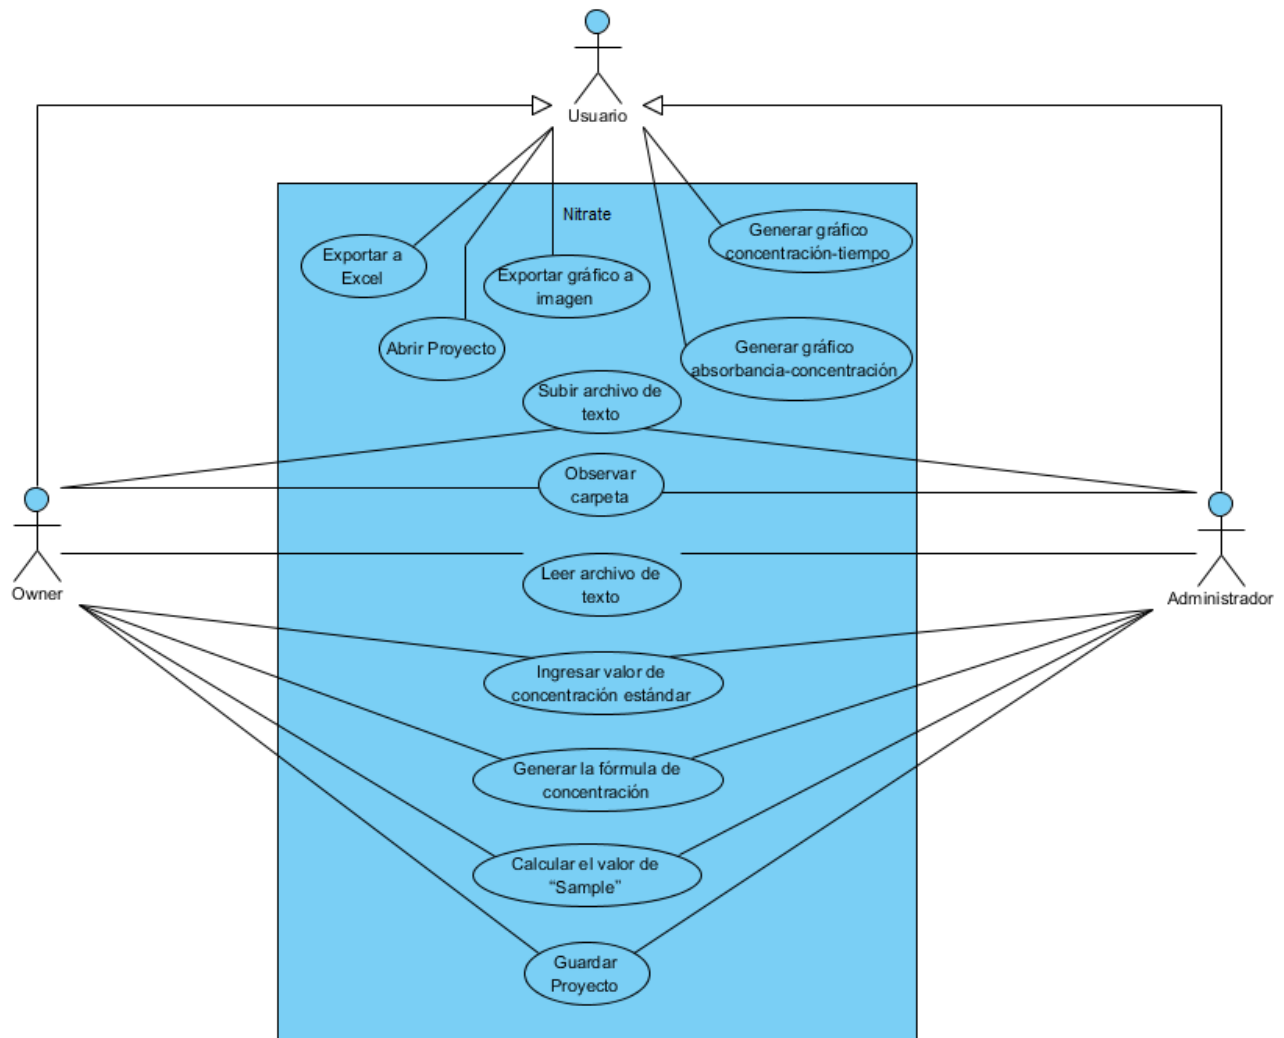 Usuario
Nitrate
Exportar a
Excel
Exportar gráfico a
imagen
Abrir Proyecto
Generar gráfico
concentración-tiempo
Generar gráfico
absorbancia-concentración
Subir archivo de
texto
Observar
carpeta
Leer archivo de
texto
Owner
Administrador
Ingresar valor de
concentración estándar
Generar la fórmula de
concentración
Calcular el valor de
“Sample”
Guardar
Proyecto